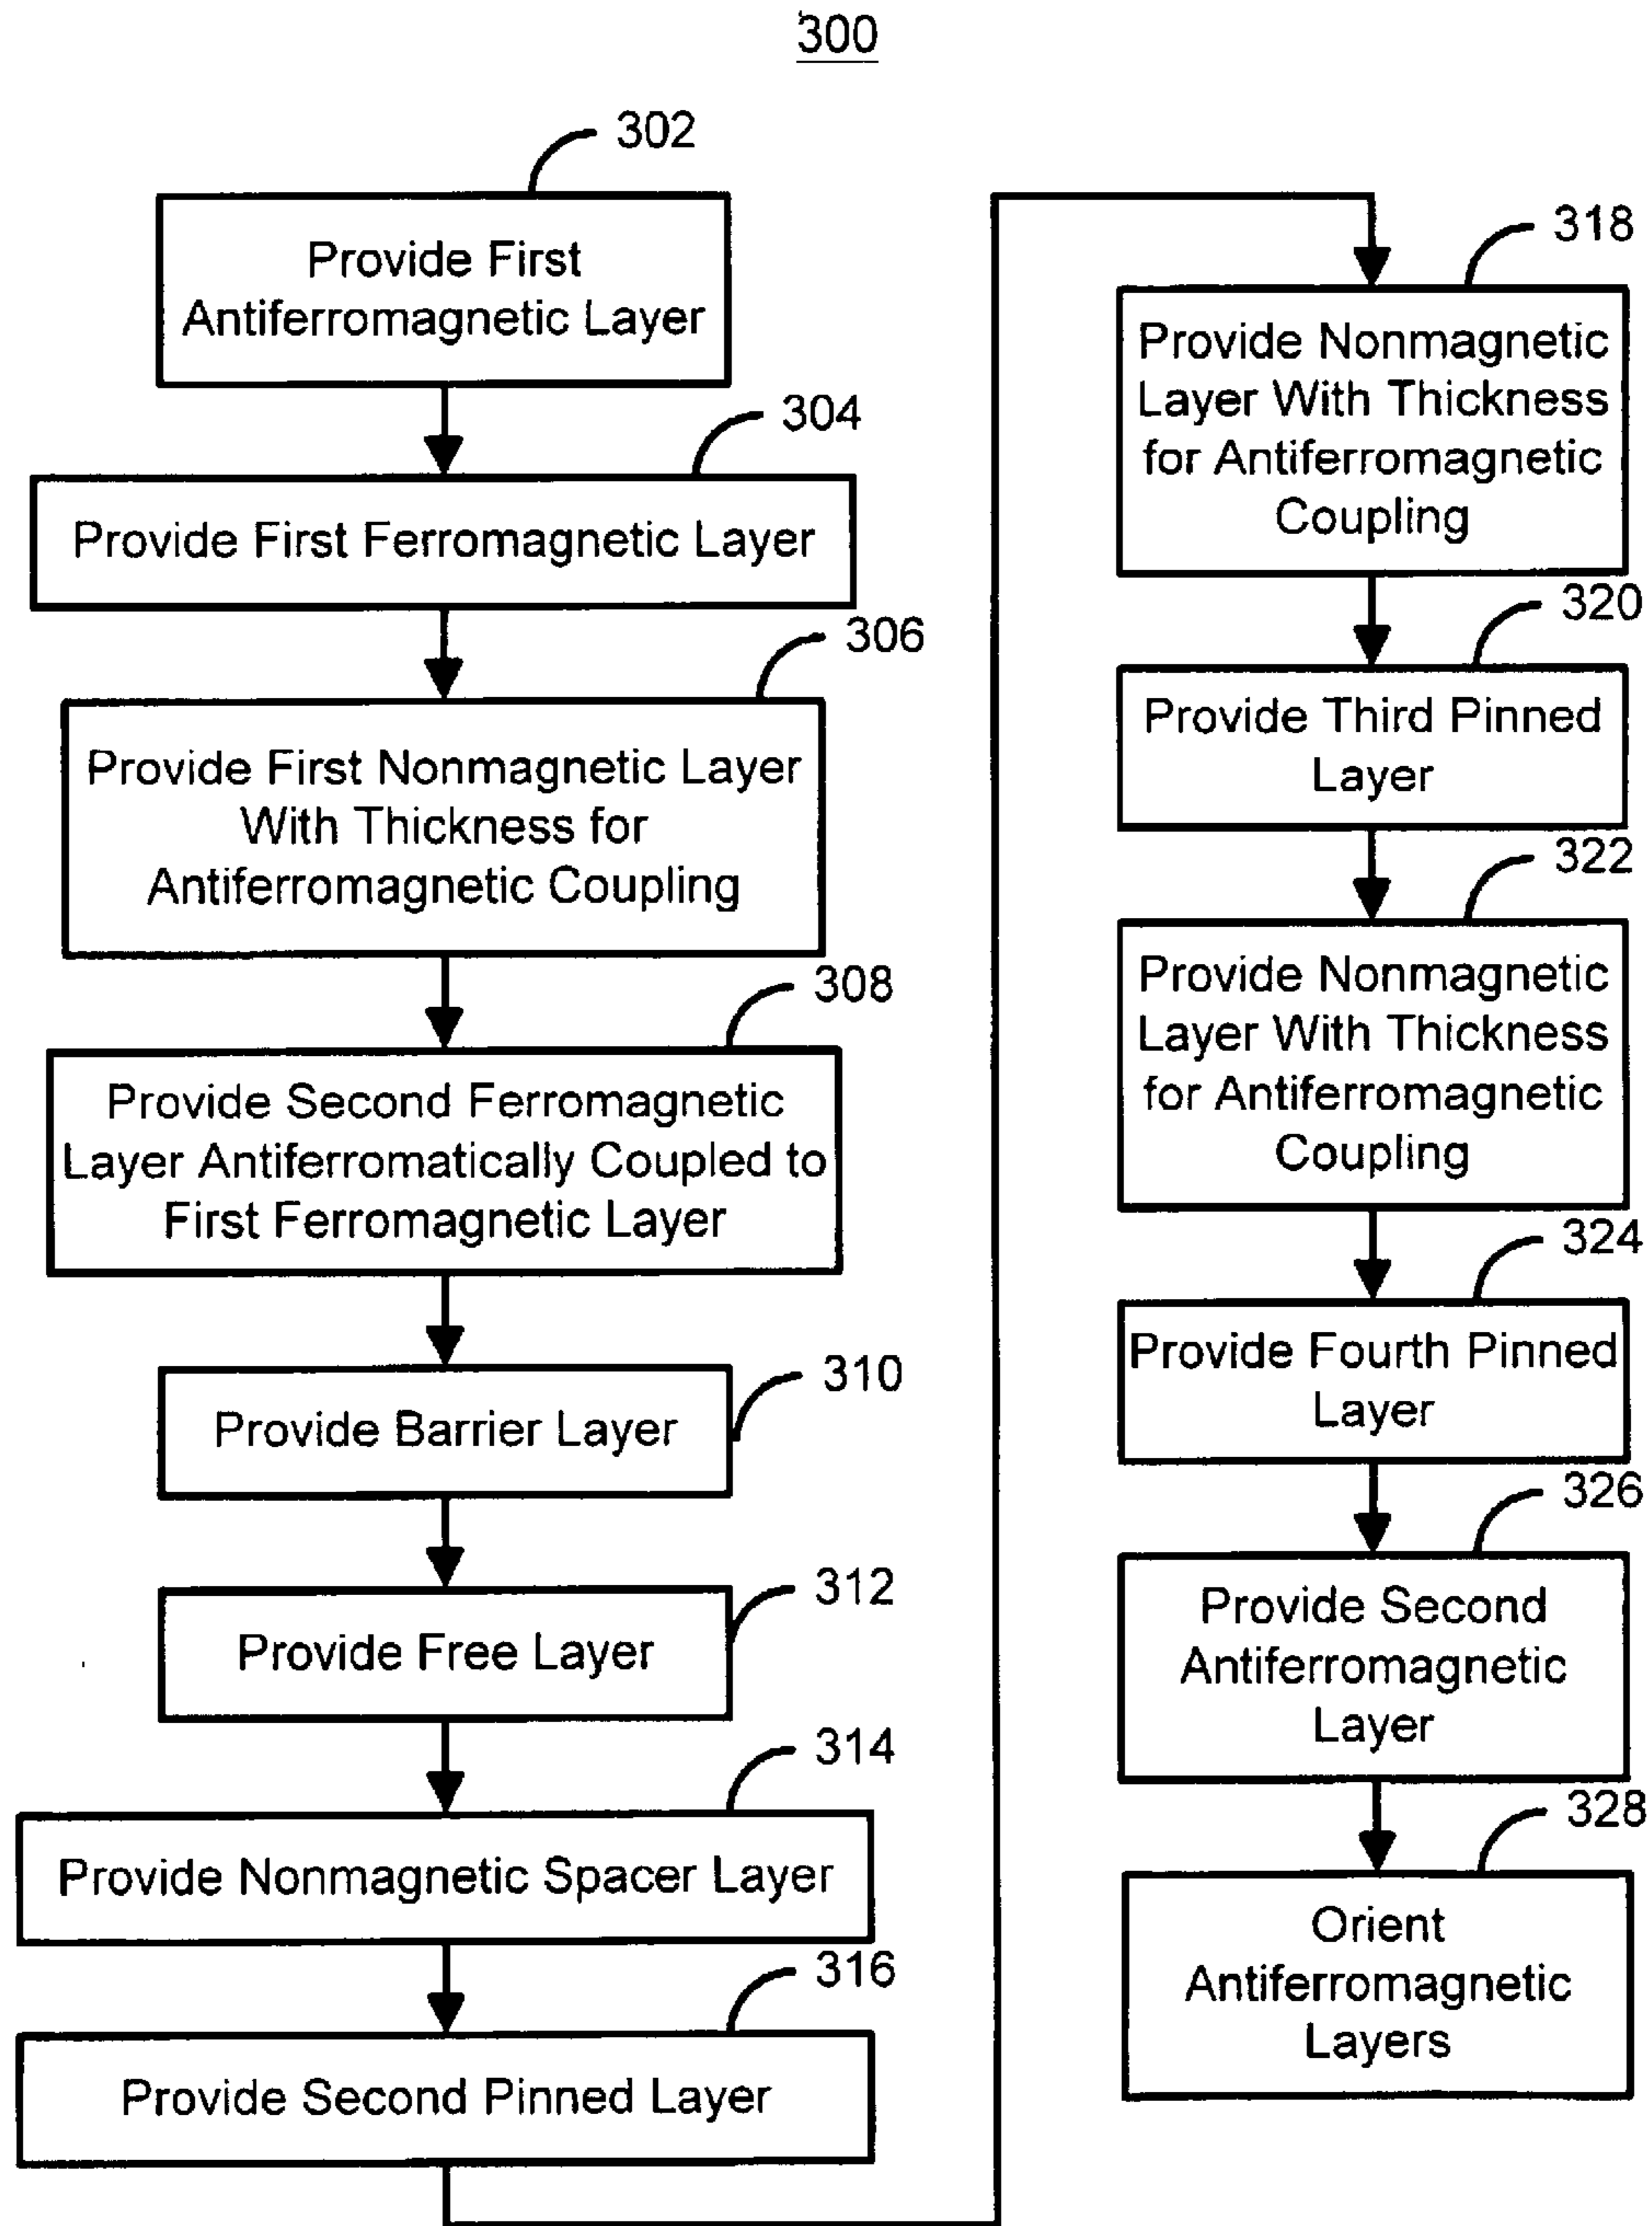 300
302
Provide First
Antiferromagnetic Layer
304
Provide First Ferromagnetic Layer
306
Provide First Nonmagnetic Layer
With Thickness for
Antiferromagnetic Coupling
308
Provide Second Ferromagnetic
Layer Antiferromatically Coupled to
First Ferromagnetic Layer
310
Provide Barrier Layer
312
Provide Free Layer
314
Provide Nonmagnetic Spacer Layer
316
Provide Second Pinned Layer
318
Provide Nonmagnetic
Layer With Thickness
for Antiferromagnetic
Coupling
320
Provide Third Pinned
Layer
322
Provide Nonmagnetic
Layer With Thickness
for Antiferromagnetic
Coupling
324
Provide Fourth Pinned
Layer
326
Provide Second
Antiferromagnetic
Layer
328
Orient
Antiferromagnetic
Layers